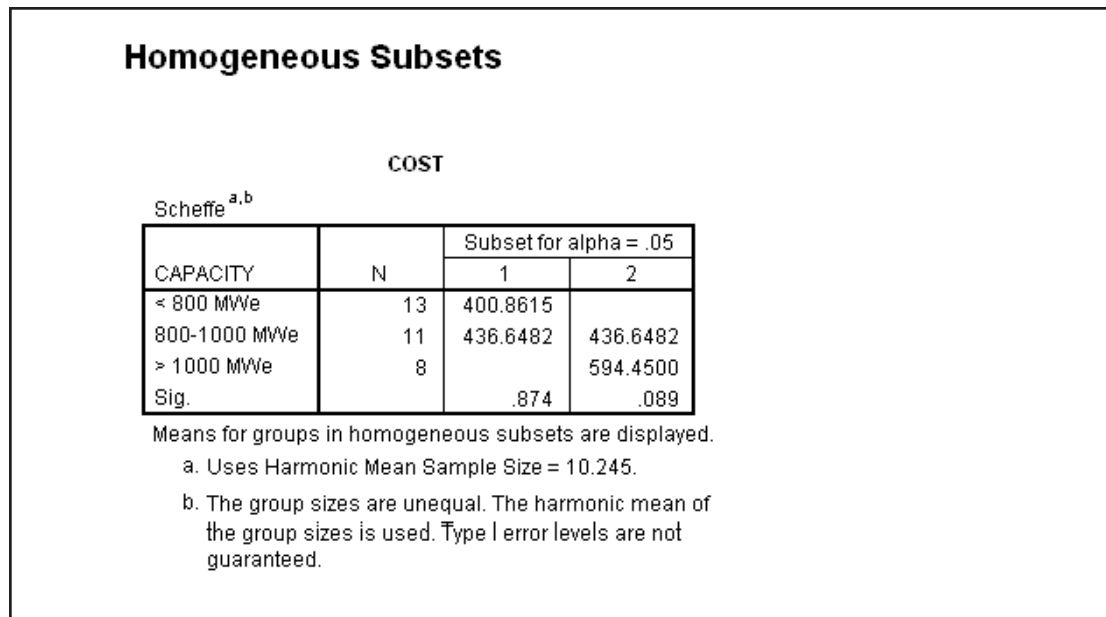 Homogeneous Subsets
COST
Scheffe a,b
Subset for alpha = .05
CAPACITY N 1 2
< 800 MWe 13 400.8615
800-1000 MWe 11 436.6482 436.6482
> 1000 MWe 8 594.4500
Sig. .874 .089
Means for groups in homogeneous subsets are displayed.
a. Uses Harmonic Mean Sample Size = 10.245.
b. The group sizes are unequal. The harmonic mean of
the group sizes is used. Type I error levels are not
guaranteed.